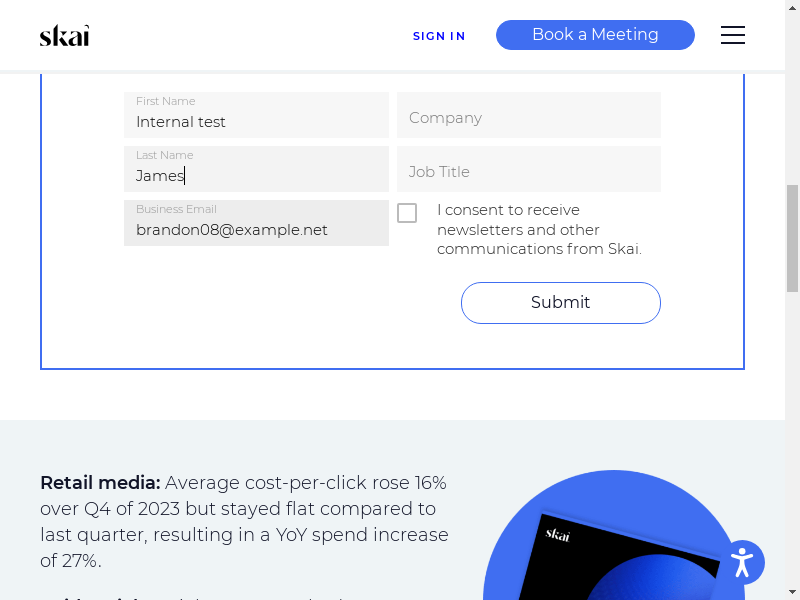 skai
SIGN IN
Book a Meeting
First Name
Internal test
Company
Last Name
James
Job Title
Business Email
brandon08@example.net
I consent to receive
newsletters and other
communications from Skai.
Submit
Retail media: Average cost-per-click rose 16%
over Q4 of 2023 but stayed flat compared to
last quarter, resulting in a YoY spend increase
of 27%.
skai